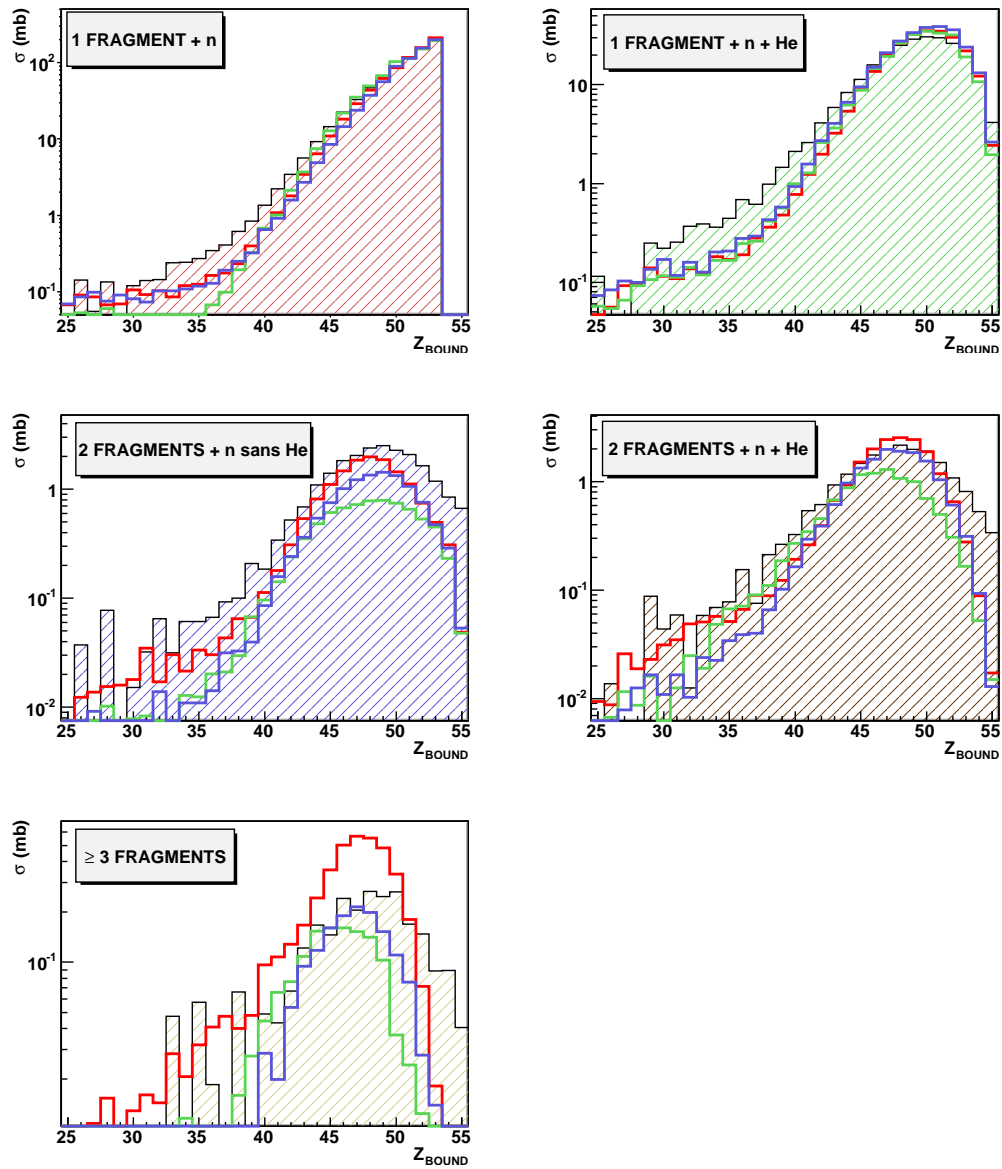 σ (mb)
1 FRAGMENT + n
10²
10
1
10⁻¹
25 30 35 40 45 50 55
Z_BOUND
σ (mb)
1 FRAGMENT + n + He
10
1
10⁻¹
25 30 35 40 45 50 55
Z_BOUND
σ (mb)
2 FRAGMENTS + n sans He
1
10⁻¹
10⁻²
25 30 35 40 45 50 55
Z_BOUND
σ (mb)
2 FRAGMENTS + n + He
1
10⁻¹
10⁻²
25 30 35 40 45 50 55
Z_BOUND
σ (mb)
≥ 3 FRAGMENTS
10⁻¹
25 30 35 40 45 50 55
Z_BOUND